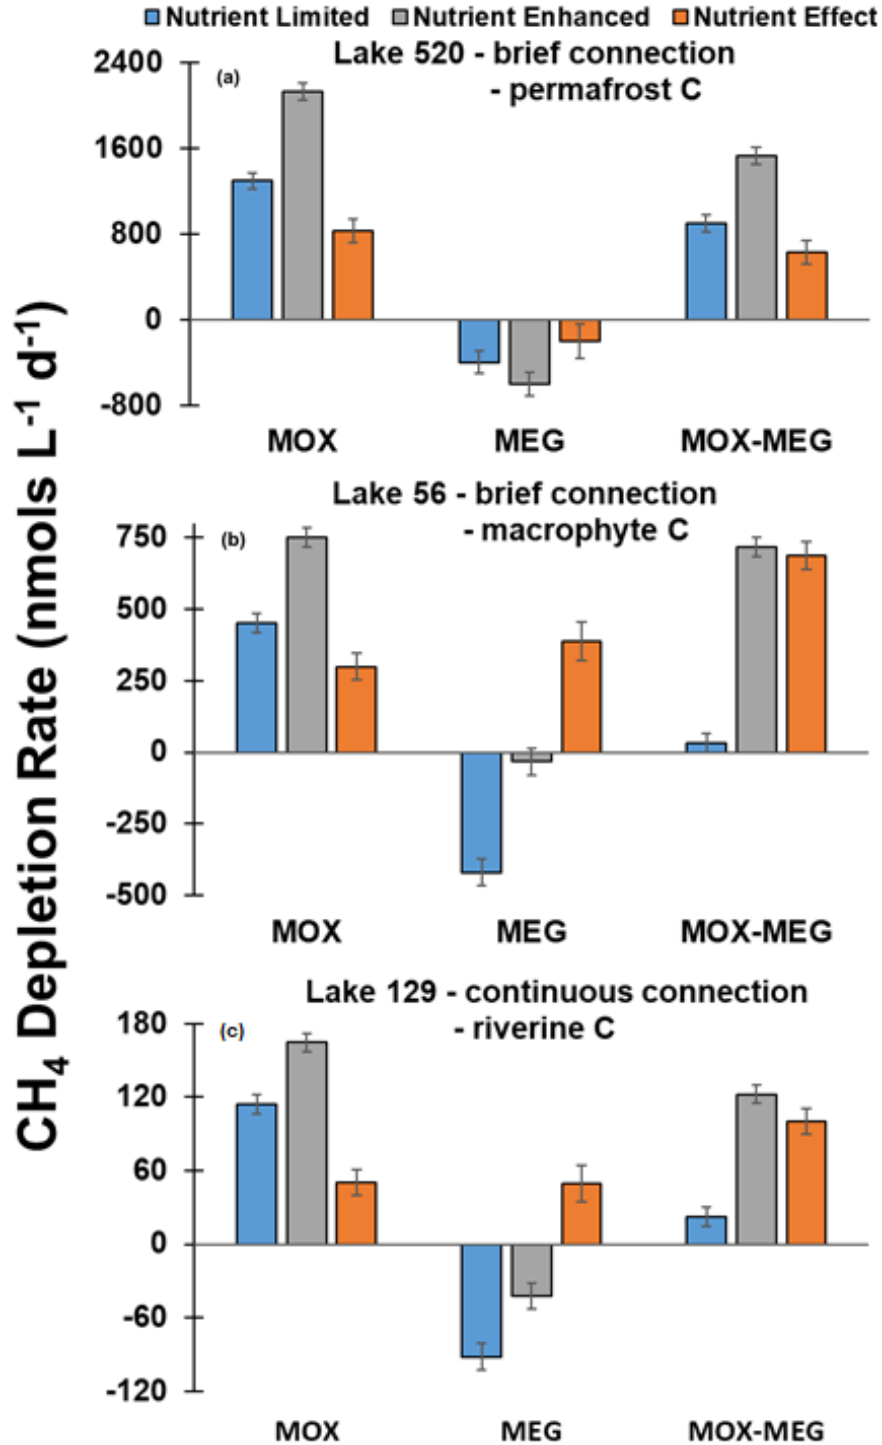 Nutrient Limited Nutrient Enhanced Nutrient Effect
Lake 520 - brief connection
- permafrost C
(a)
2400
1600
800
0
-800
MOX MEG MOX-MEG
Lake 56 - brief connection
- macrophyte C
(b)
750
500
250
0
-250
-500
MOX MEG MOX-MEG
Lake 129 - continuous connection
- riverine C
(c)
180
120
60
0
-60
-120
MOX MEG MOX-MEG
CH₄ Depletion Rate (nmols L⁻¹ d⁻¹)